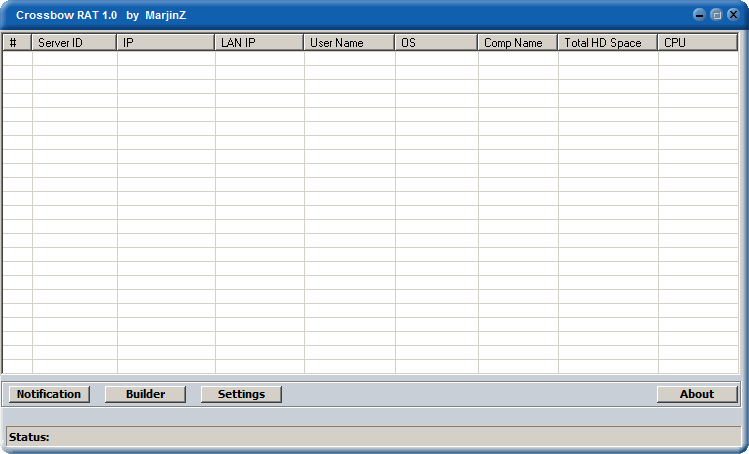 Crossbow RAT 1.0 by MarjinZ
# Server ID IP LAN IP User Name OS Comp Name Total HD Space CPU
Notification Builder Settings About
Status: